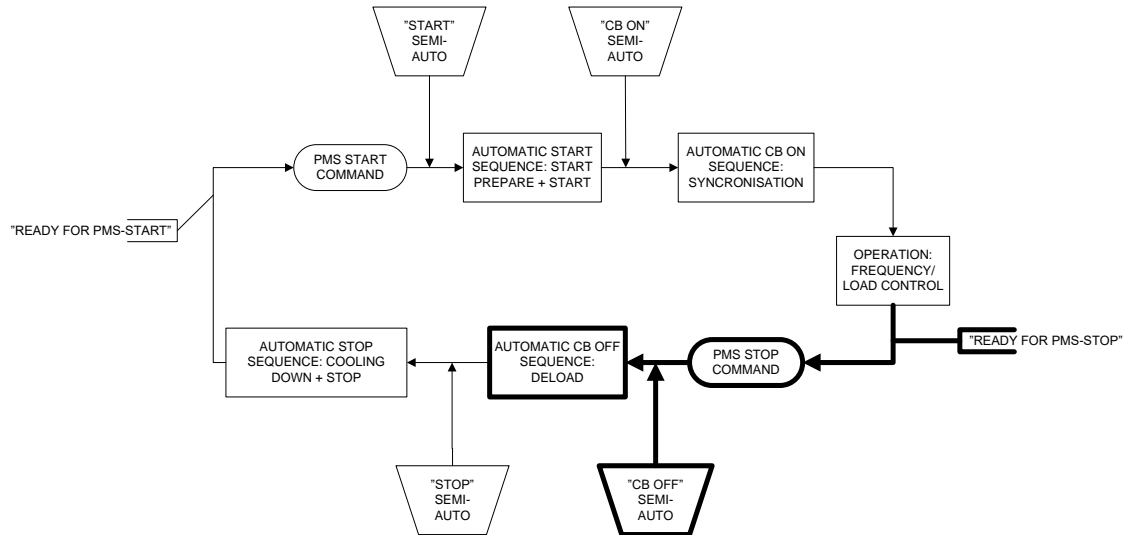 "START"
SEMI-
AUTO
"CB ON"
SEMI-
AUTO
PMS START
COMMAND
AUTOMATIC START
SEQUENCE: START
PREPARE + START
AUTOMATIC CB ON
SEQUENCE:
SYNCRONISATION
"READY FOR PMS-START"
OPERATION:
FREQUENCY/
LOAD CONTROL
AUTOMATIC STOP
SEQUENCE: COOLING
DOWN + STOP
AUTOMATIC CB OFF
SEQUENCE:
DELOAD
PMS STOP
COMMAND
"READY FOR PMS-STOP"
"STOP"
SEMI-
AUTO
"CB OFF"
SEMI-
AUTO